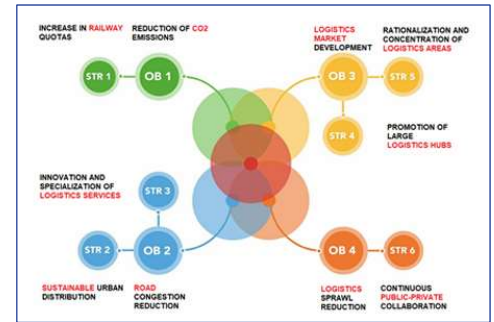 INCREASE IN RAILWAY
QUOTAS
REDUCTION OF CO2
EMISSIONS
STR 1
OB 1
LOGISTICS
MARKET
DEVELOPMENT
RATIONALIZATION AND
CONCENTRATION OF
LOGISTICS AREAS
OB 3
STR 5
STR 4
PROMOTION OF
LARGE
LOGISTICS HUBS
INNOVATION AND
SPECIALIZATION OF
LOGISTICS SERVICES
STR 3
STR 2
OB 2
SUSTAINABLE URBAN
DISTRIBUTION
ROAD
CONGESTION
REDUCTION
OB 4
STR 6
LOGISTICS
SPRAWL
REDUCTION
CONTINUOUS
PUBLIC-PRIVATE
COLLABORATION